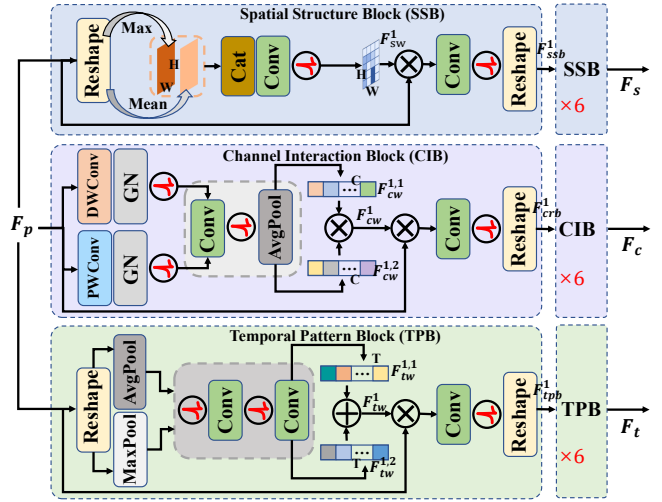 Spatial Structure Block (SSB)
Reshape
Max
Mean
H
W
Cat
Conv
F^1_sw
H
W
Conv
Reshape
F^1_ssb
SSB
×6
F_s
Channel Interaction Block (CIB)
F_p
DWConv
GN
PWConv
GN
Conv
AvgPool
C
...
F^{1,1}_cw
F^1_cw
...
C
F^{1,2}_cw
Conv
Reshape
F^1_crb
CIB
×6
F_c
Temporal Pattern Block (TPB)
Reshape
AvgPool
MaxPool
Conv
Conv
T
...
F^{1,1}_tw
F^1_tw
...
T
F^{1,2}_tw
Conv
Reshape
F^1_tpb
TPB
×6
F_t